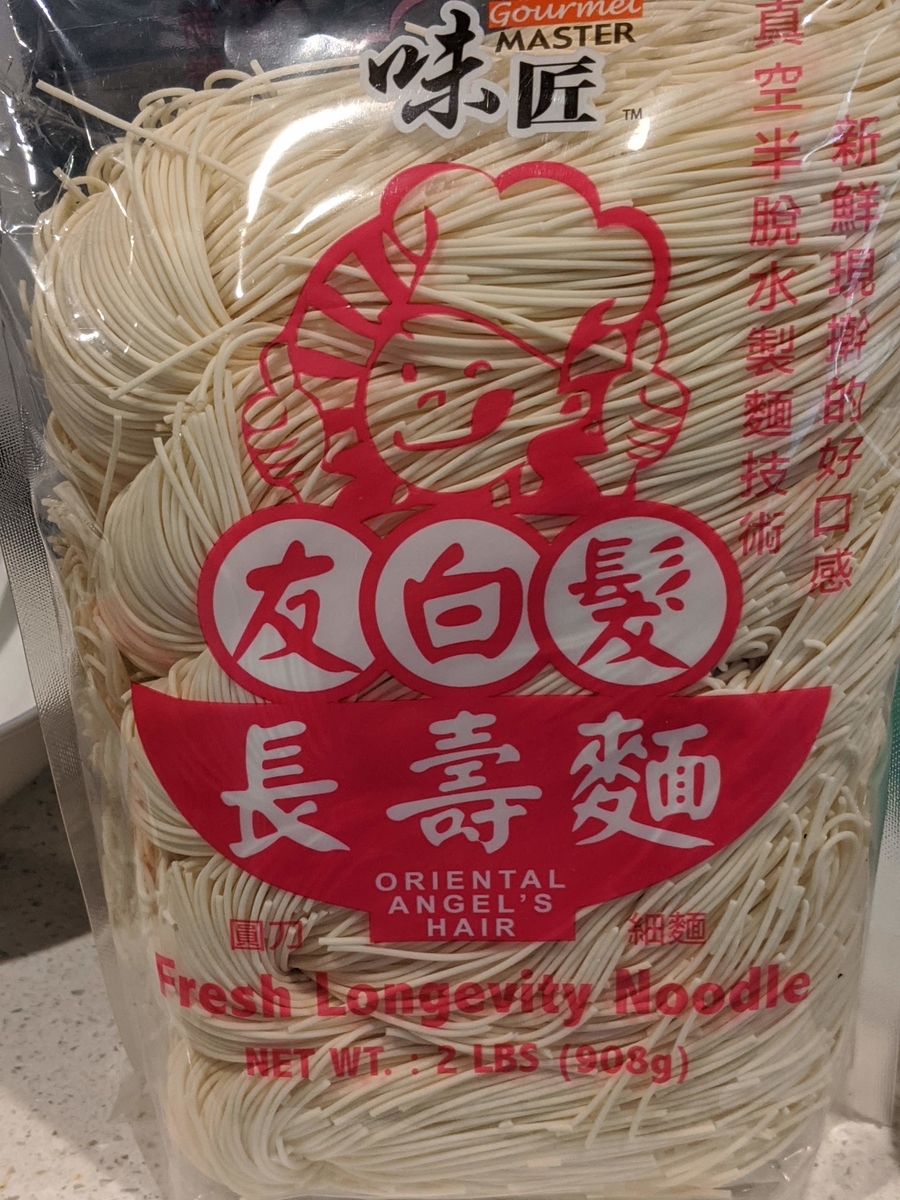 Gourmet
MASTER
味匠
TM
新鮮現擀的好口感
真空半脫水製麵技術
友白髮
長壽麵
ORIENTAL
ANGEL'S
HAIR
圓刀
細麵
Fresh Longevity Noodle
NET WT. : 2 LBS (908g)